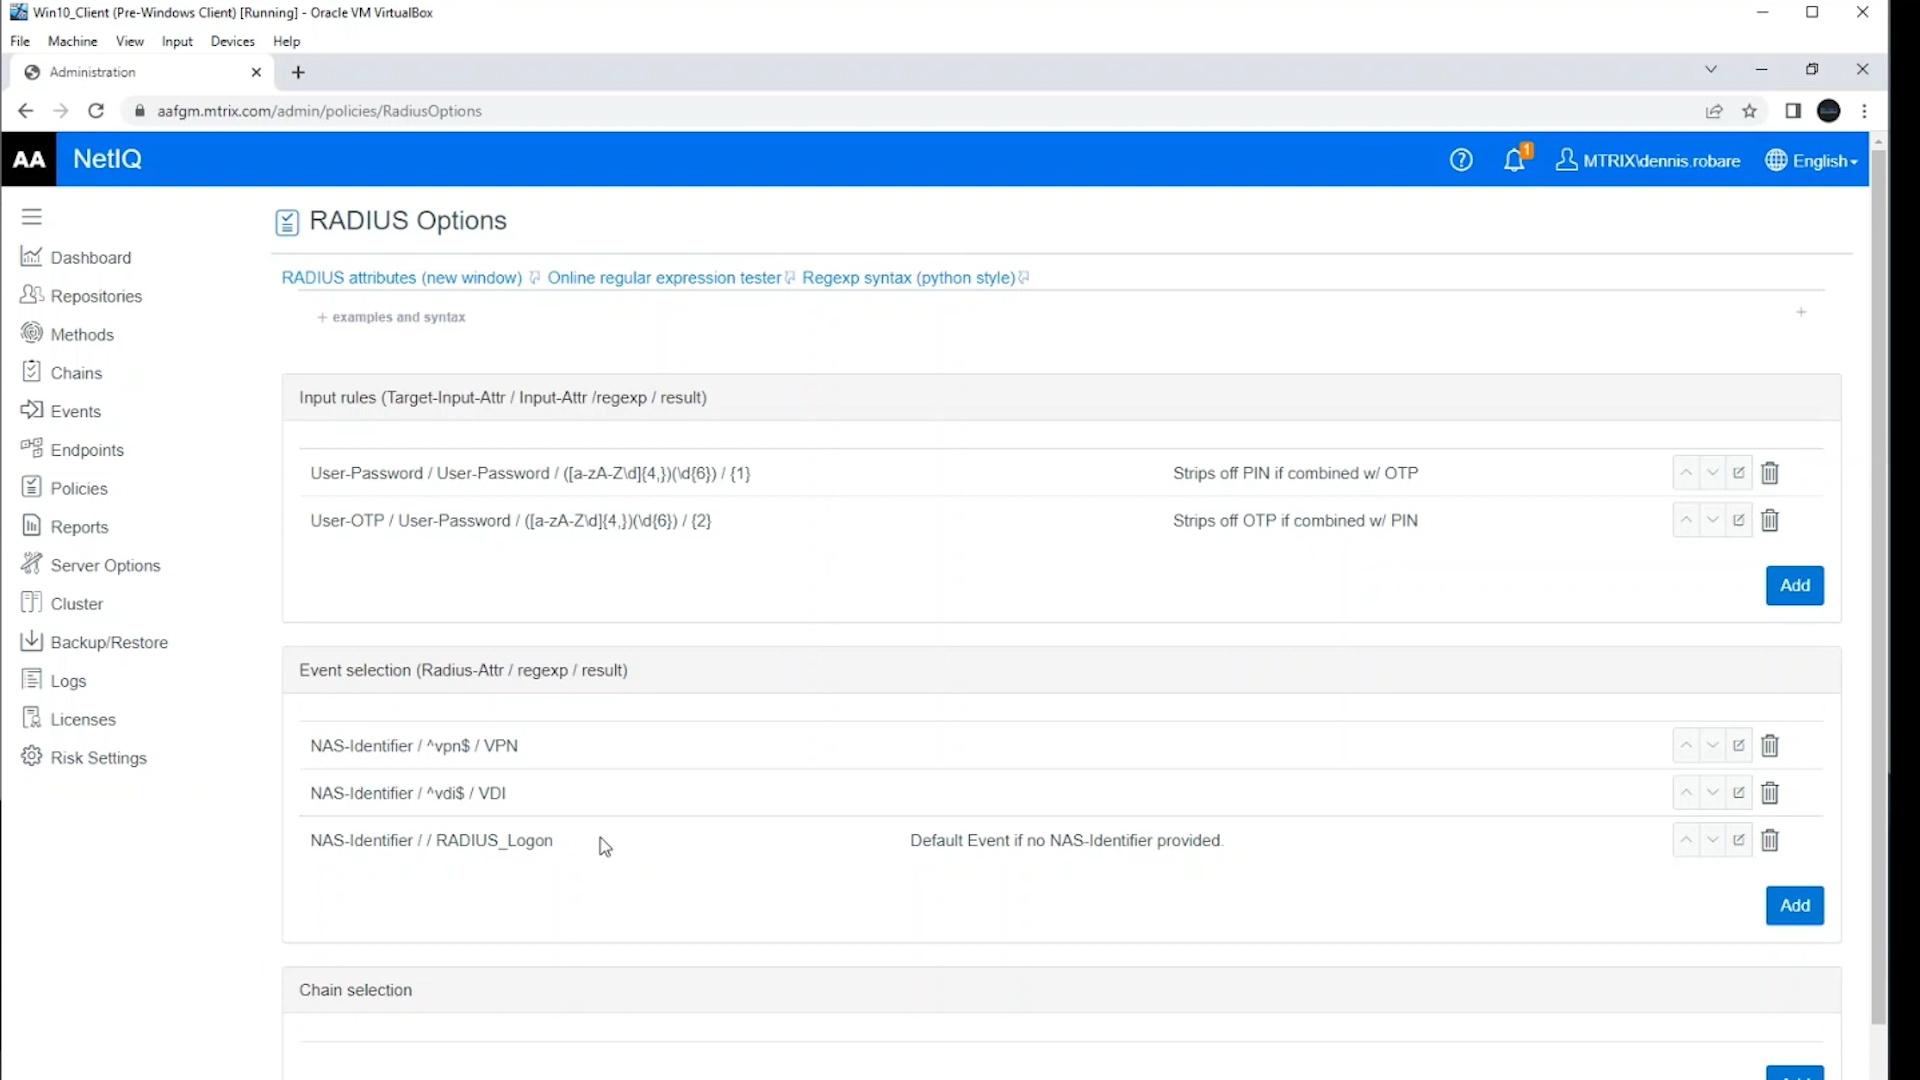 Win10_Client (Pre-Windows Client) [Running] - Oracle VM VirtualBox
File Machine View Input Devices Help
Administration
aafgm.mtrix.com/admin/policies/RadiusOptions
AA NetIQ
1
MTRIX\dennis.robare
English
RADIUS Options
Dashboard
Repositories
Methods
Chains
Events
Endpoints
Policies
Reports
Server Options
Cluster
Backup/Restore
Logs
Licenses
Risk Settings
RADIUS attributes (new window) Online regular expression tester Regexp syntax (python style)
+ examples and syntax +
Input rules (Target-Input-Attr / Input-Attr /regexp / result)
User-Password / User-Password / ([a-zA-Z\d]{4,})(\d{6}) / {1} Strips off PIN if combined w/ OTP
User-OTP / User-Password / ([a-zA-Z\d]{4,})(\d{6}) / {2} Strips off OTP if combined w/ PIN
Add
Event selection (Radius-Attr / regexp / result)
NAS-Identifier / ^vpn$ / VPN
NAS-Identifier / ^vdi$ / VDI
NAS-Identifier / / RADIUS_Logon Default Event if no NAS-Identifier provided.
Add
Chain selection